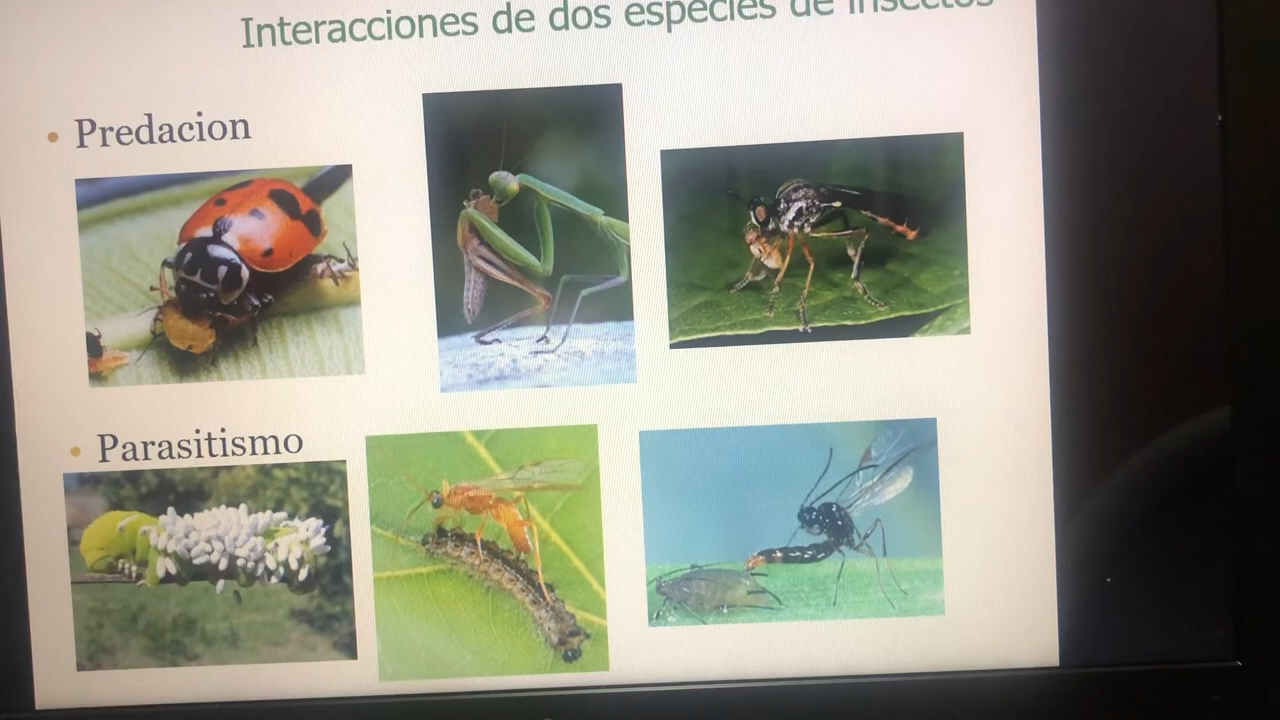 Interacciones de dos especies de insectos
• Predacion
• Parasitismo